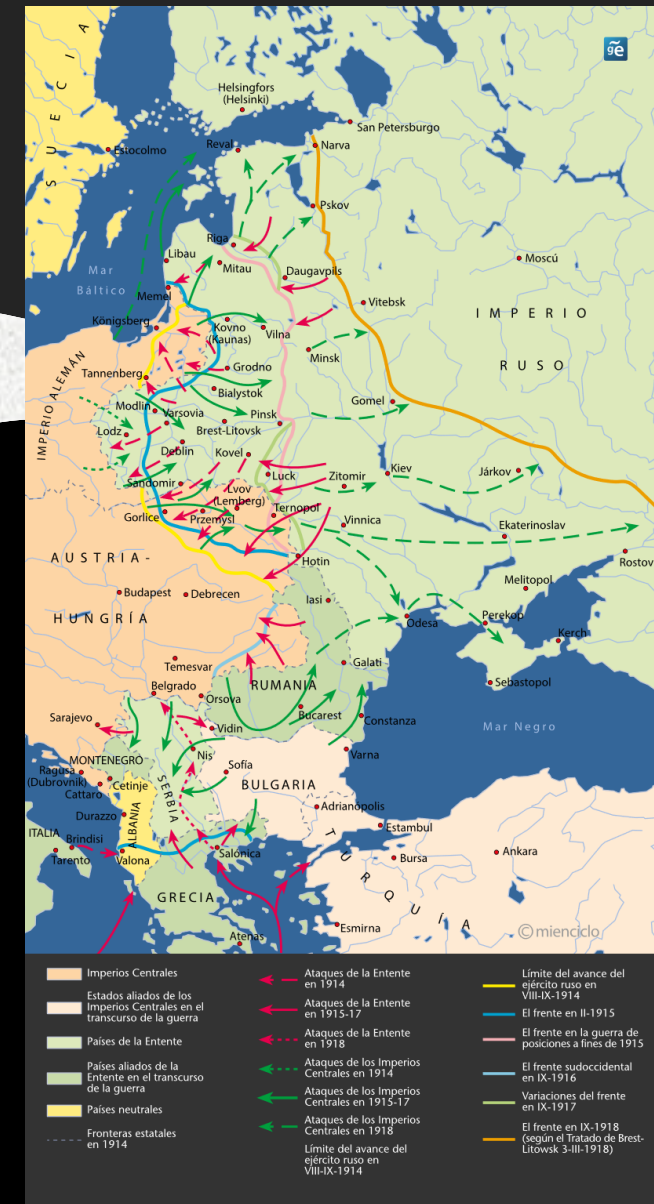 ge
SUECIA
Helsingfors
(Helsinki)
San Petersburgo
Estocolmo
Reval
Narva
Pskov
Riga
Moscú
Libau
Mitau
Daugavpils
Mar
Báltico
Memel
Vitebsk
IMPERIO
RUSO
Königsberg
Kovno
(Kaunas)
Vilna
Minsk
Tannenberg
Grodno
IMPERIO ALEMÁN
Bialystok
Gomel
Modlin
Varsovia
Pinsk
Lodz
Brest-Litovsk
Deblin
Kovel
Kiev
Járkov
Sandomir
Luck
Zitomir
Lvov
(Lemberg)
Gorlice
Przemysl
Ternopol
Vinnica
Ekaterinoslav
AUSTRIA-
HUNGRÍA
Hotin
Rostov
Budapest
Debrecen
Iasi
Melitopol
Odesa
Perekop
Kerch
Temesvar
Galati
Belgrado
Orsova
RUMANIA
Sebastopol
Sarajevo
Vidin
Bucarest
Constanza
Mar Negro
MONTENEGRO
Nis
Sofía
Varna
Ragusa
(Dubrovnik)
Cetinje
Cattaro
SERBIA
BULGARIA
Durazzo
ALBANIA
Adrianópolis
ITALIA
Brindisi
Tarento
Valona
Salónica
Estambul
Bursa
Ankara
TURQUÍA
GRECIA
Esmirna
Atenas
© mienciclo
Imperios Centrales
Estados aliados de los
Imperios Centrales en el
transcurso de la guerra
Países de la Entente
Países aliados de la
Entente en el transcurso
de la guerra
Países neutrales
Fronteras estatales
en 1914
Ataques de la Entente
en 1914
Ataques de la Entente
en 1915-17
Ataques de la Entente
en 1918
Ataques de los Imperios
Centrales en 1914
Ataques de los Imperios
Centrales en 1915-17
Ataques de los Imperios
Centrales en 1918
Límite del avance del
ejército ruso en
VIII-IX-1914
Límite del avance del
ejército ruso en
VIII-IX-1914
El frente en II-1915
El frente en la guerra de
posiciones a fines de 1915
El frente sudoccidental
en IX-1916
Variaciones del frente
en IX-1917
El frente en IX-1918
(según el Tratado de Brest-
Litowsk 3-III-1918)